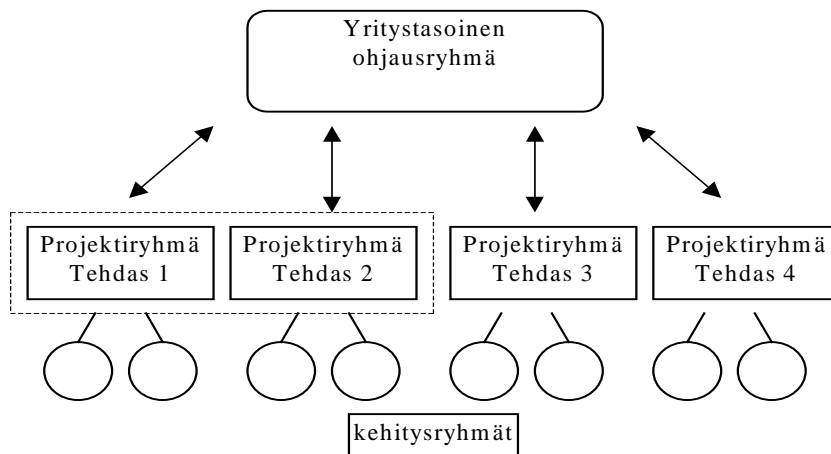 Yritystasoinen
ohjausryhmä
Projektiryhmä
Tehdas 1
Projektiryhmä
Tehdas 2
Projektiryhmä
Tehdas 3
Projektiryhmä
Tehdas 4
kehitysryhmät